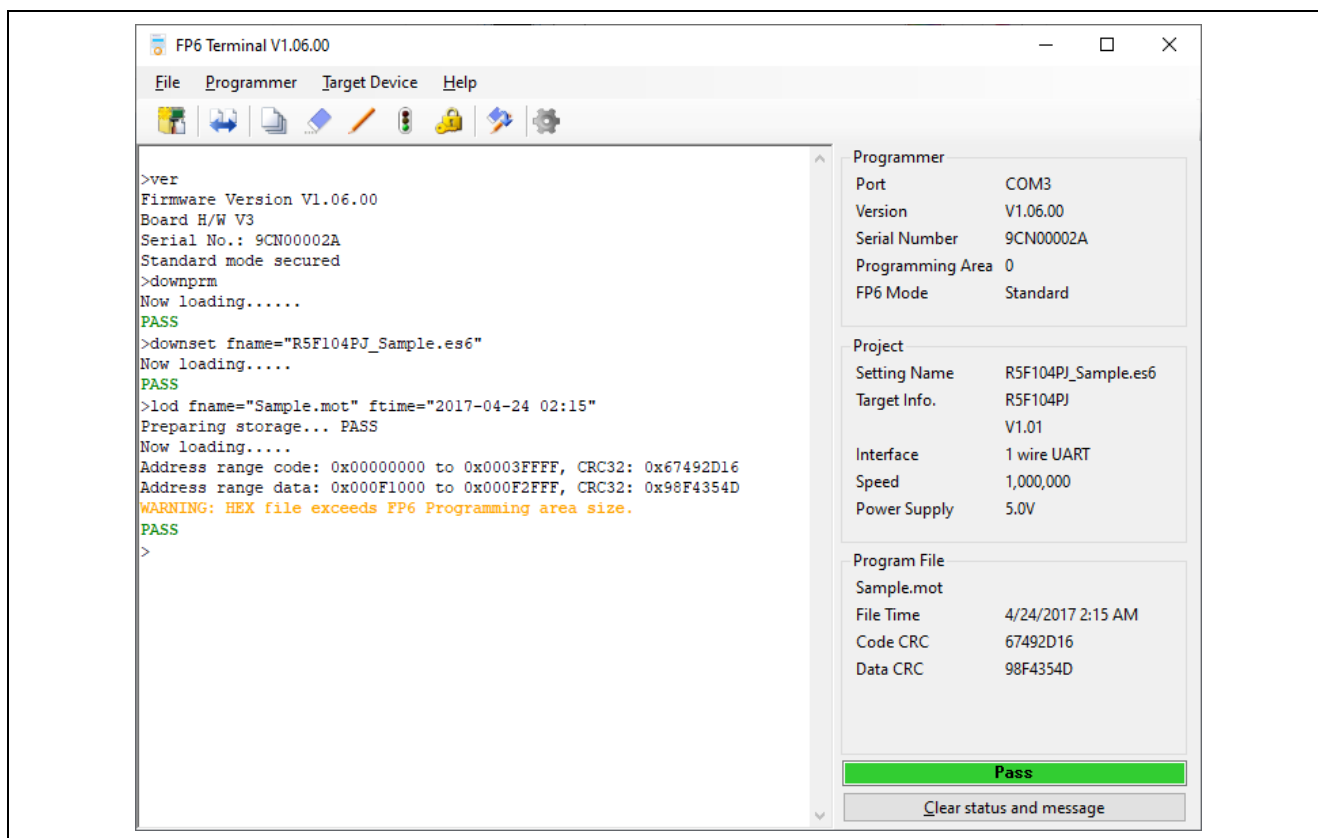 FP6 Terminal V1.06.00
File Programmer Target Device Help
>ver
Firmware Version V1.06.00
Board H/W V3
Serial No.: 9CN00002A
Standard mode secured
>downprm
Now loading......
PASS
>downset fname="R5F104PJ_Sample.es6"
Now loading.....
PASS
>lod fname="Sample.mot" ftime="2017-04-24 02:15"
Preparing storage... PASS
Now loading.....
Address range code: 0x00000000 to 0x0003FFFF, CRC32: 0x67492D16
Address range data: 0x000F1000 to 0x000F2FFF, CRC32: 0x98F4354D
WARNING: HEX file exceeds FP6 Programming area size.
PASS
>
Programmer
Port COM3
Version V1.06.00
Serial Number 9CN00002A
Programming Area 0
FP6 Mode Standard
Project
Setting Name R5F104PJ_Sample.es6
Target Info. R5F104PJ
V1.01
Interface 1 wire UART
Speed 1,000,000
Power Supply 5.0V
Program File
Sample.mot
File Time 4/24/2017 2:15 AM
Code CRC 67492D16
Data CRC 98F4354D
Pass
Clear status and message